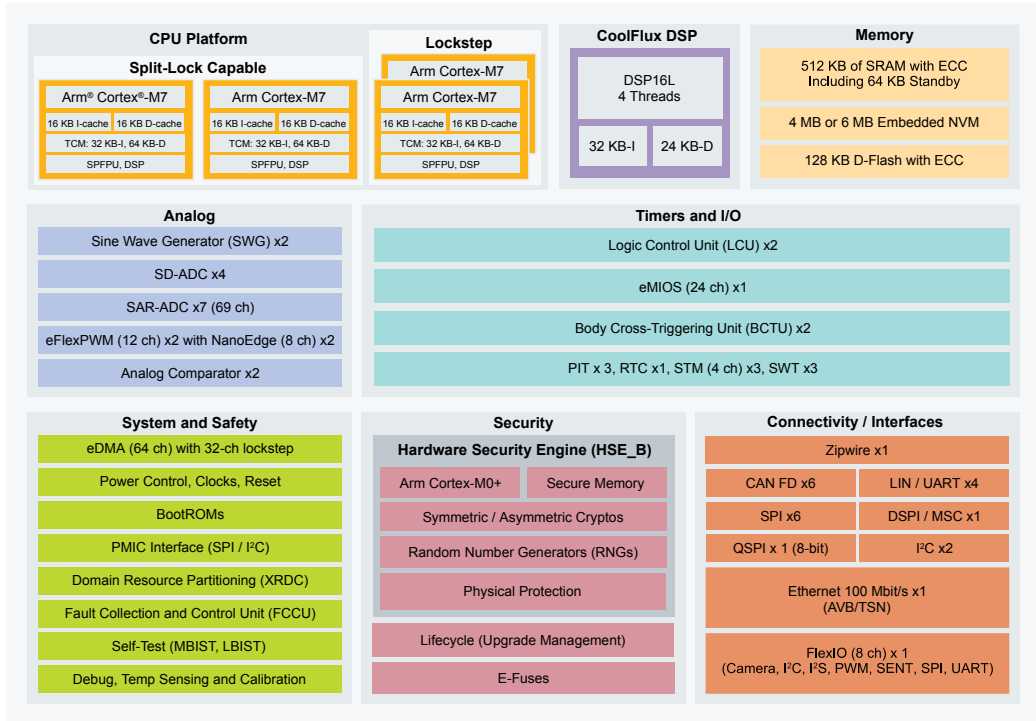 CPU Platform
Split-Lock Capable
Arm® Cortex®-M7
16 KB I-cache
16 KB D-cache
TCM: 32 KB-I, 64 KB-D
SPFPU, DSP
Arm Cortex-M7
16 KB I-cache
16 KB D-cache
TCM: 32 KB-I, 64 KB-D
SPFPU, DSP
Lockstep
Arm Cortex-M7
Arm Cortex-M7
16 KB I-cache
16 KB D-cache
TCM: 32 KB-I, 64 KB-D
SPFPU, DSP
CoolFlux DSP
DSP16L
4 Threads
32 KB-I
24 KB-D
Memory
512 KB of SRAM with ECC
Including 64 KB Standby
4 MB or 6 MB Embedded NVM
128 KB D-Flash with ECC
Analog
Sine Wave Generator (SWG) x2
SD-ADC x4
SAR-ADC x7 (69 ch)
eFlexPWM (12 ch) x2 with NanoEdge (8 ch) x2
Analog Comparator x2
Timers and I/O
Logic Control Unit (LCU) x2
eMIOS (24 ch) x1
Body Cross-Triggering Unit (BCTU) x2
PIT x 3, RTC x1, STM (4 ch) x3, SWT x3
System and Safety
eDMA (64 ch) with 32-ch lockstep
Power Control, Clocks, Reset
BootROMs
PMIC Interface (SPI / I²C)
Domain Resource Partitioning (XRDC)
Fault Collection and Control Unit (FCCU)
Self-Test (MBIST, LBIST)
Debug, Temp Sensing and Calibration
Security
Hardware Security Engine (HSE_B)
Arm Cortex-M0+
Secure Memory
Symmetric / Asymmetric Cryptos
Random Number Generators (RNGs)
Physical Protection
Lifecycle (Upgrade Management)
E-Fuses
Connectivity / Interfaces
Zipwire x1
CAN FD x6
LIN / UART x4
SPI x6
DSPI / MSC x1
QSPI x 1 (8-bit)
I²C x2
Ethernet 100 Mbit/s x1
(AVB/TSN)
FlexIO (8 ch) x 1
(Camera, I²C, I²S, PWM, SENT, SPI, UART)